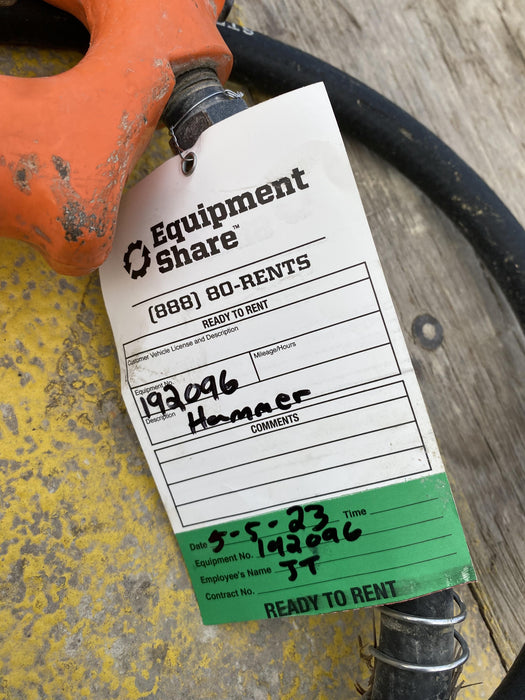 Equipment
Share™
(888) 80-RENTS
READY TO RENT
Customer Vehicle License and Description
Equipment No. Mileage/Hours
192096
Description
Hammer
COMMENTS
Date 5-5-23 Time
Equipment No. 192096
Employee's Name JT
Contract No.
READY TO RENT